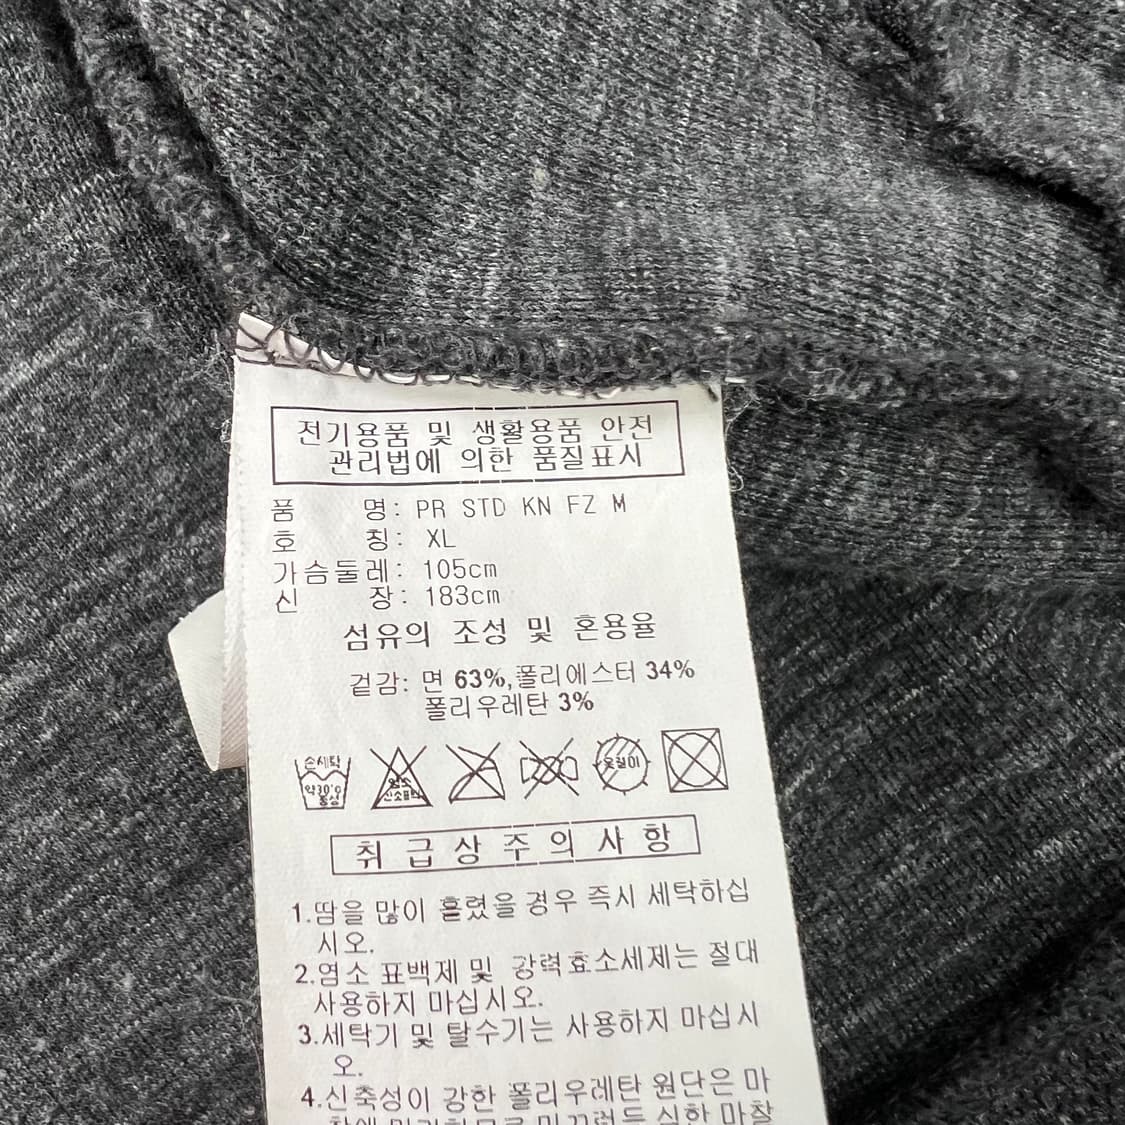 전기용품 및 생활용품 안전
관리법에 의한 품질표시
품 명: PR STD KN FZ M
호 칭: XL
가슴둘레: 105cm
신 장: 183cm
섬유의 조성 및 혼용율
겉감: 면 63%,폴리에스터 34%
폴리우레탄 3%
손세탁
약30℃
중성
염소
옷걸이
취급상주의사항
1.땀을 많이 흘렸을 경우 즉시 세탁하십
시오.
2.염소 표백제 및 강력효소세제는 절대
사용하지 마십시오.
3.세탁기 및 탈수기는 사용하지 마십시
오.
4.신축성이 강한 폴리우레탄 원단은 마